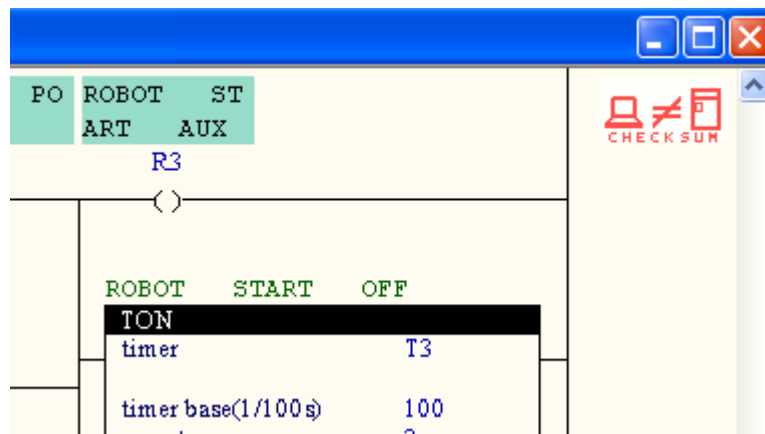 PO ROBOT ST
ART AUX
R3
CHECKSUM
ROBOT START OFF
TON
timer T3
timer base(1/100s) 100